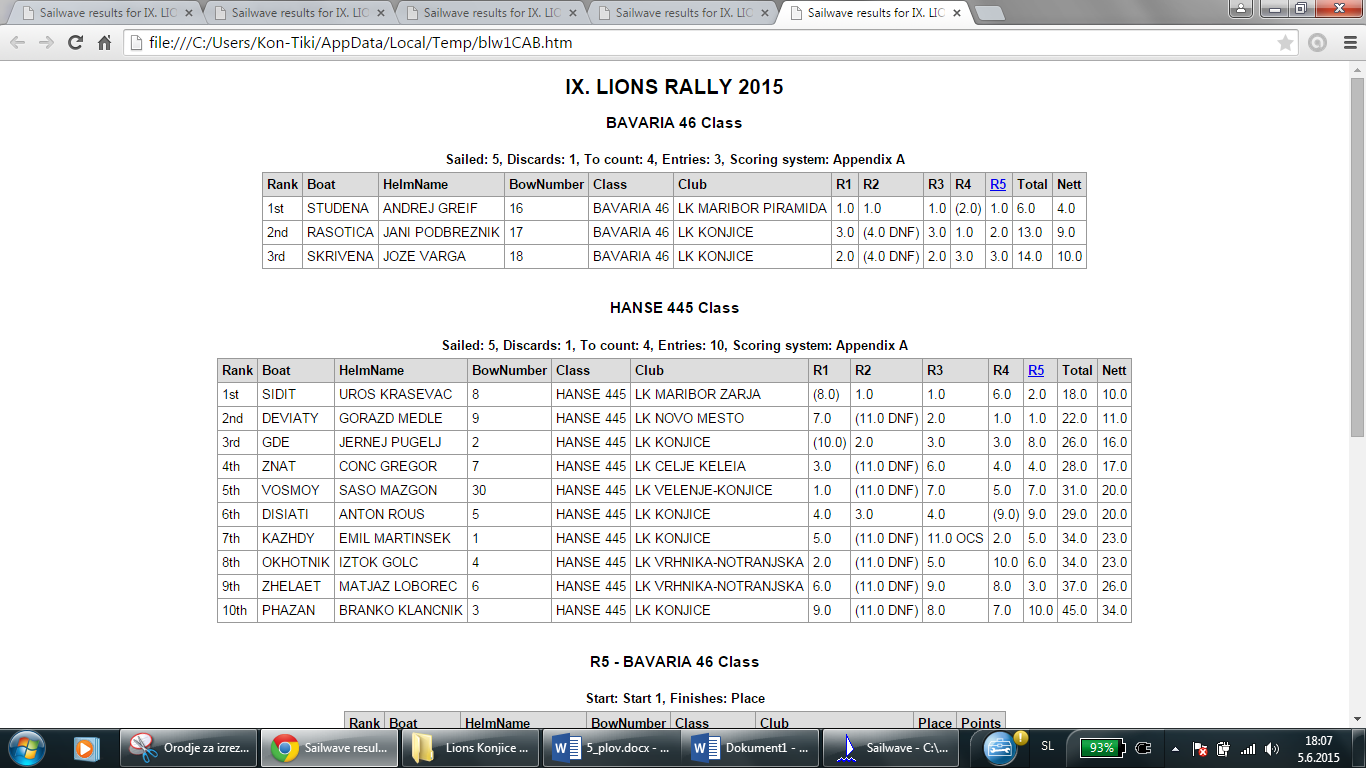 Sailwave results for IX. LIC
Sailwave results for IX. LIC
Sailwave results for IX. LIC
Sailwave results for IX. LIC
Sailwave results for IX. LIC
file:///C:/Users/Kon-Tiki/AppData/Local/Temp/blw1CAB.htm
IX. LIONS RALLY 2015
BAVARIA 46 Class
Sailed: 5, Discards: 1, To count: 4, Entries: 3, Scoring system: Appendix A
Rank Boat HelmName BowNumber Class Club R1 R2 R3 R4 R5 Total Nett
1st STUDENA ANDREJ GREIF 16 BAVARIA 46 LK MARIBOR PIRAMIDA 1.0 1.0 1.0 (2.0) 1.0 6.0 4.0
2nd RASOTICA JANI PODBREZNIK 17 BAVARIA 46 LK KONJICE 3.0 (4.0 DNF) 3.0 1.0 2.0 13.0 9.0
3rd SKRIVENA JOZE VARGA 18 BAVARIA 46 LK KONJICE 2.0 (4.0 DNF) 2.0 3.0 3.0 14.0 10.0
HANSE 445 Class
Sailed: 5, Discards: 1, To count: 4, Entries: 10, Scoring system: Appendix A
Rank Boat HelmName BowNumber Class Club R1 R2 R3 R4 R5 Total Nett
1st SIDIT UROS KRASEVAC 8 HANSE 445 LK MARIBOR ZARJA (8.0) 1.0 1.0 6.0 2.0 18.0 10.0
2nd DEVIATY GORAZD MEDLE 9 HANSE 445 LK NOVO MESTO 7.0 (11.0 DNF) 2.0 1.0 1.0 22.0 11.0
3rd GDE JERNEJ PUGELJ 2 HANSE 445 LK KONJICE (10.0) 2.0 3.0 3.0 8.0 26.0 16.0
4th ZNAT CONC GREGOR 7 HANSE 445 LK CELJE KELEIA 3.0 (11.0 DNF) 6.0 4.0 4.0 28.0 17.0
5th VOSMOY SASO MAZGON 30 HANSE 445 LK VELENJE-KONJICE 1.0 (11.0 DNF) 7.0 5.0 7.0 31.0 20.0
6th DISIATI ANTON ROUS 5 HANSE 445 LK KONJICE 4.0 3.0 4.0 (9.0) 9.0 29.0 20.0
7th KAZHDY EMIL MARTINSEK 1 HANSE 445 LK KONJICE 5.0 (11.0 DNF) 11.0 OCS 2.0 5.0 34.0 23.0
8th OKHOTNIK IZTOK GOLC 4 HANSE 445 LK VRHNIKA-NOTRANJSKA 2.0 (11.0 DNF) 5.0 10.0 6.0 34.0 23.0
9th ZHELAET MATJAZ LOBOREC 6 HANSE 445 LK VRHNIKA-NOTRANJSKA 6.0 (11.0 DNF) 9.0 8.0 3.0 37.0 26.0
10th PHAZAN BRANKO KLANCNIK 3 HANSE 445 LK KONJICE 9.0 (11.0 DNF) 8.0 7.0 10.0 45.0 34.0
R5 - BAVARIA 46 Class
Start: Start 1, Finishes: Place
Rank Boat HelmName BowNumber Class Club Place Points
Orodje za izrez...
Sailwave resul...
Lions Konjice ...
5_plov.docx - ...
Dokument1 - ...
Sailwave - C:\...
SL
93%
18:07
5.6.2015